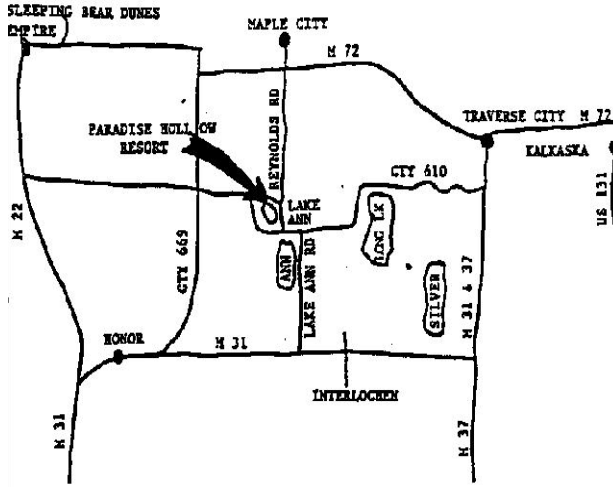 SLEEPING BEAR DUNES
EMPIRE
MAPLE CITY
M 72
TRAVERSE CITY M 72
KALKASKA
US 131
PARADISE HOLLOW
RESORT
REYNOLDS RD
CTY 610
LAKE
ANN
LONG LK
M 22
CTY 669
ANN
LAKE ANN RD
SILVER
M 31 & 37
HONOR
M 31
INTERLOCHEN
M 31
M 37